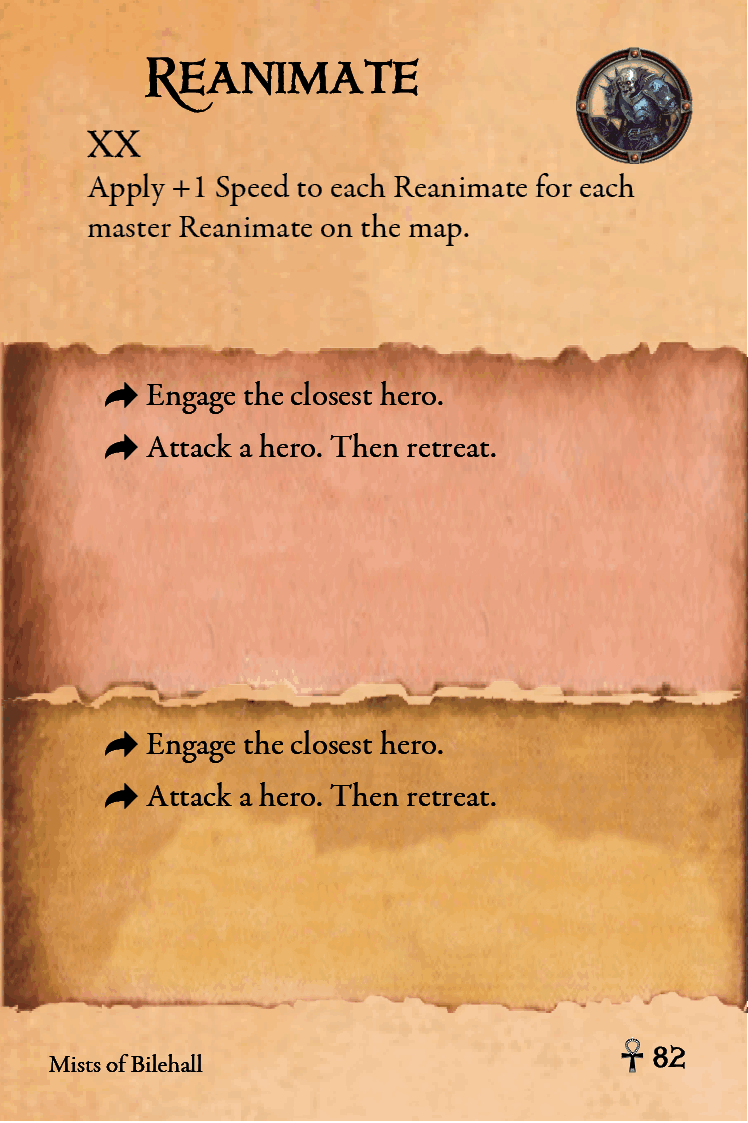 REANIMATE
XX
Apply +1 Speed to each Reanimate for each
master Reanimate on the map.
Engage the closest hero.
Attack a hero. Then retreat.
Engage the closest hero.
Attack a hero. Then retreat.
Mists of Bilehall
82